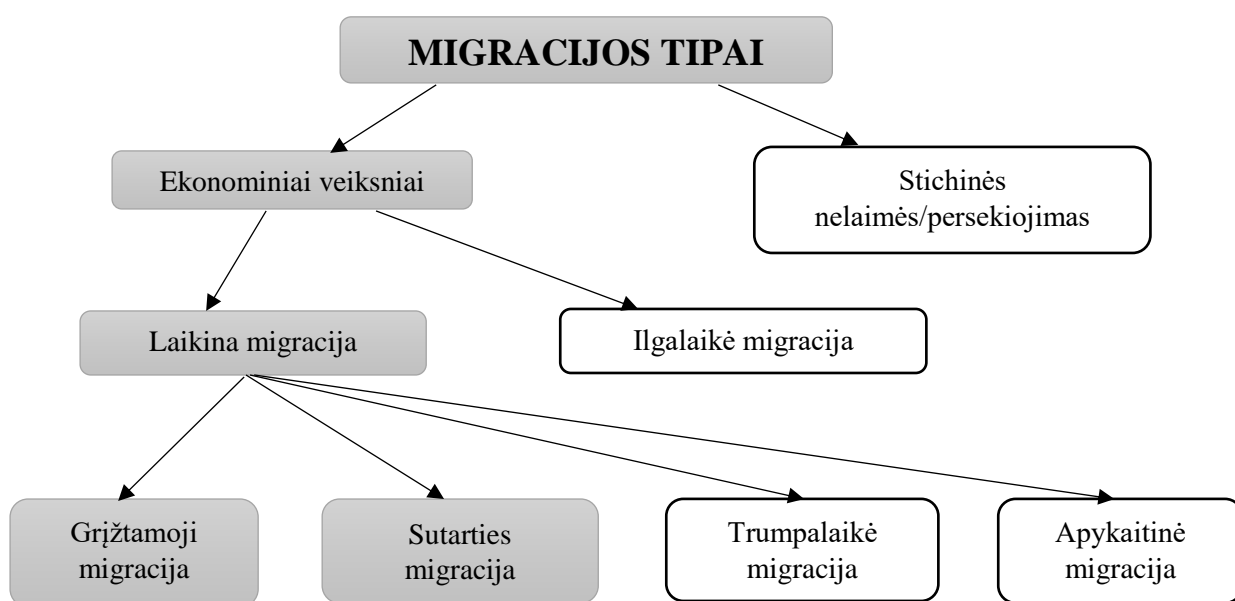 MIGRACIJOS TIPAI
Ekonominiai veiksniai
Stichinės
nelaimės/persekiojimas
Laikina migracija
Ilgalaikė migracija
Grįžtamoji
migracija
Sutarties
migracija
Trumpalaikė
migracija
Apykaitinė
migracija